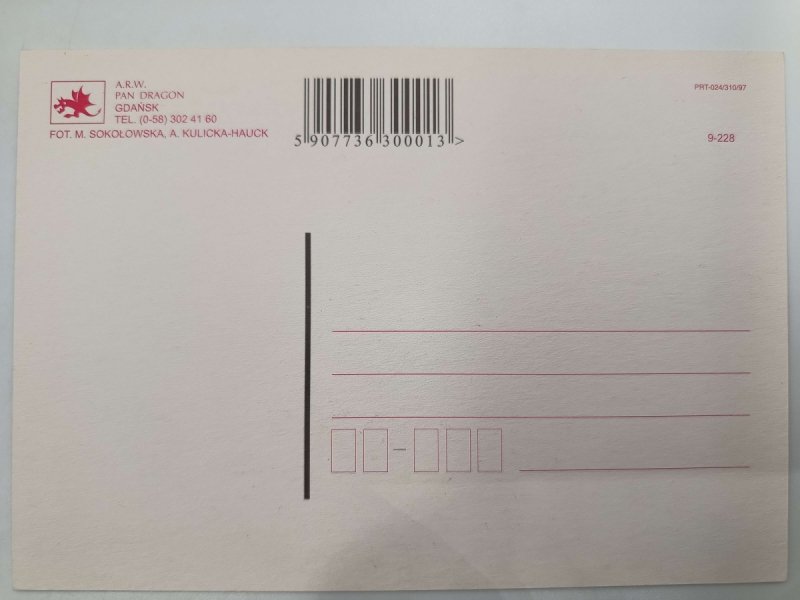 A.R.W.
PAN DRAGON
GDAŃSK
TEL. (0-58) 302 41 60
FOT. M. SOKOŁOWSKA, A. KULICKA-HAUCK
5 907736 300013 >
PRT-024/310/97
9-228